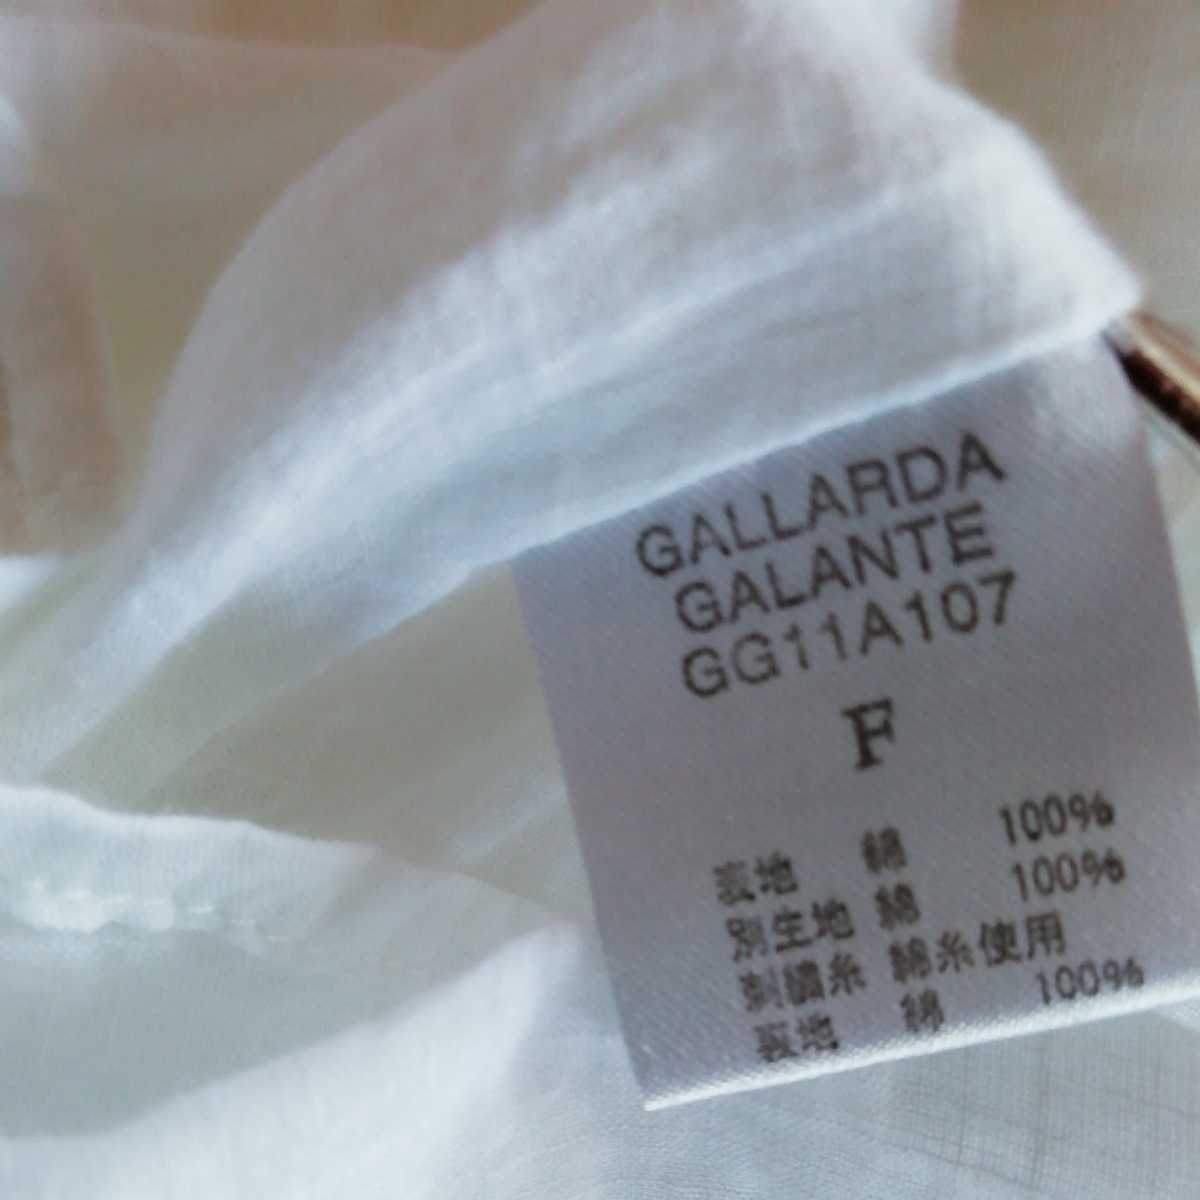 GALLARDA
GALANTE
GG11A107
F
表地 綿 100%
別生地 綿 100%
刺繍糸 綿糸使用
裏地 綿 100%